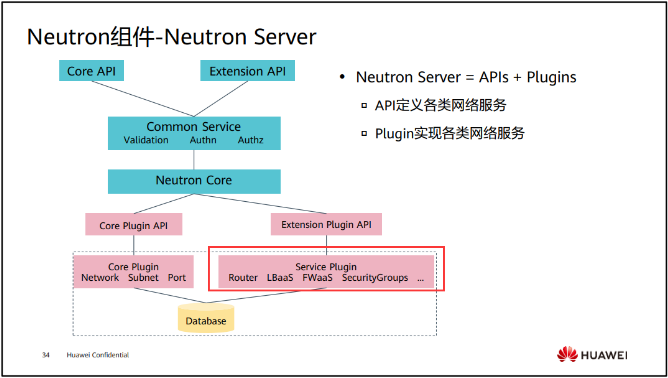 Neutron组件-Neutron Server
Core API
Extension API
Common Service
Validation Authn Authz
Neutron Core
Core Plugin API
Extension Plugin API
Core Plugin
Network Subnet Port
Service Plugin
Router LBaaS FWaaS SecurityGroups ...
Database
• Neutron Server = APIs + Plugins
API定义各类网络服务
Plugin实现各类网络服务
34 Huawei Confidential
HUAWEI